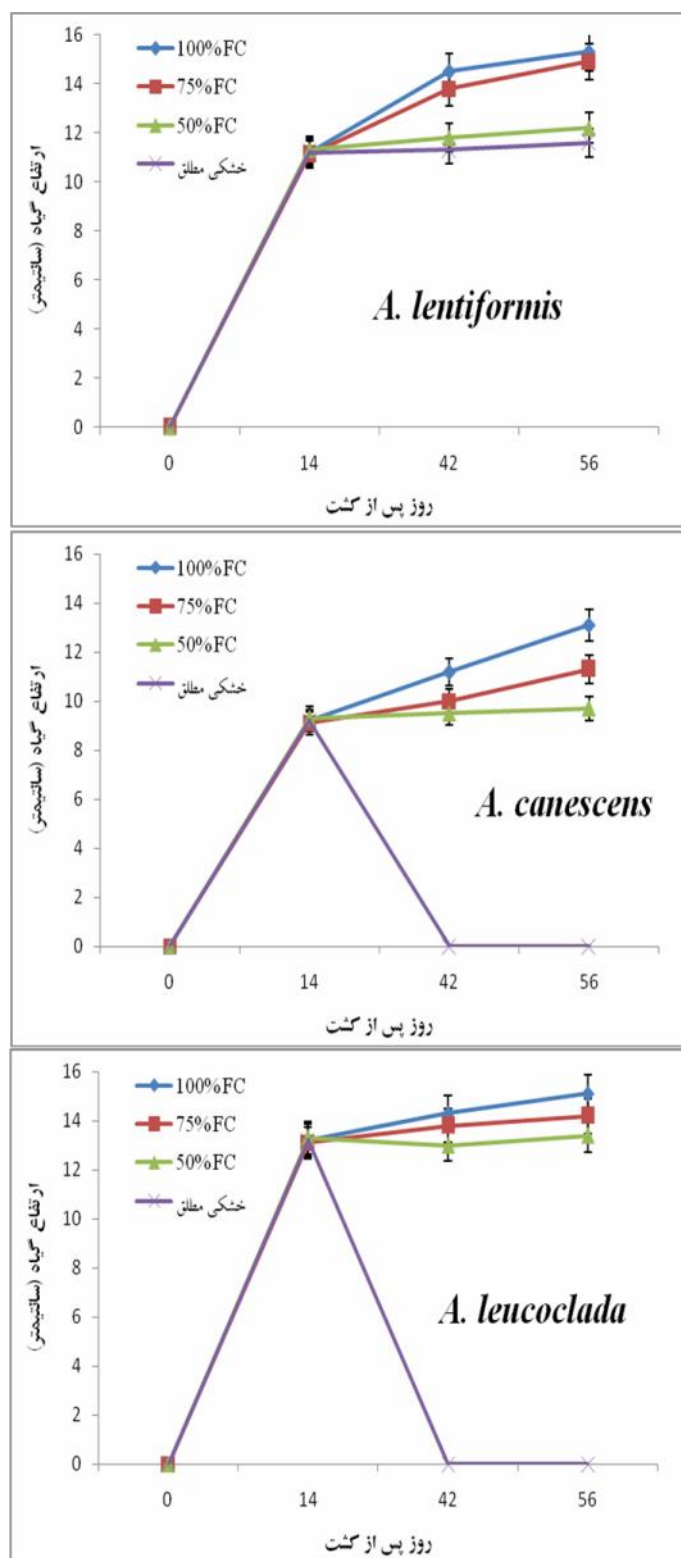 16
14
12
10
8
6
4
2
0
ارتفاع گیاه (سانتیمتر)
100%FC
75%FC
50%FC
خشکی مطلق
A. lentiformis
0 14 42 56
روز پس از کشت
16
14
12
10
8
6
4
2
0
ارتفاع گیاه (سانتیمتر)
100%FC
75%FC
50%FC
خشکی مطلق
A. canescens
0 14 42 56
روز پس از کشت
16
14
12
10
8
6
4
2
0
ارتفاع گیاه (سانتیمتر)
100%FC
75%FC
50%FC
خشکی مطلق
A. leucoclada
0 14 42 56
روز پس از کشت